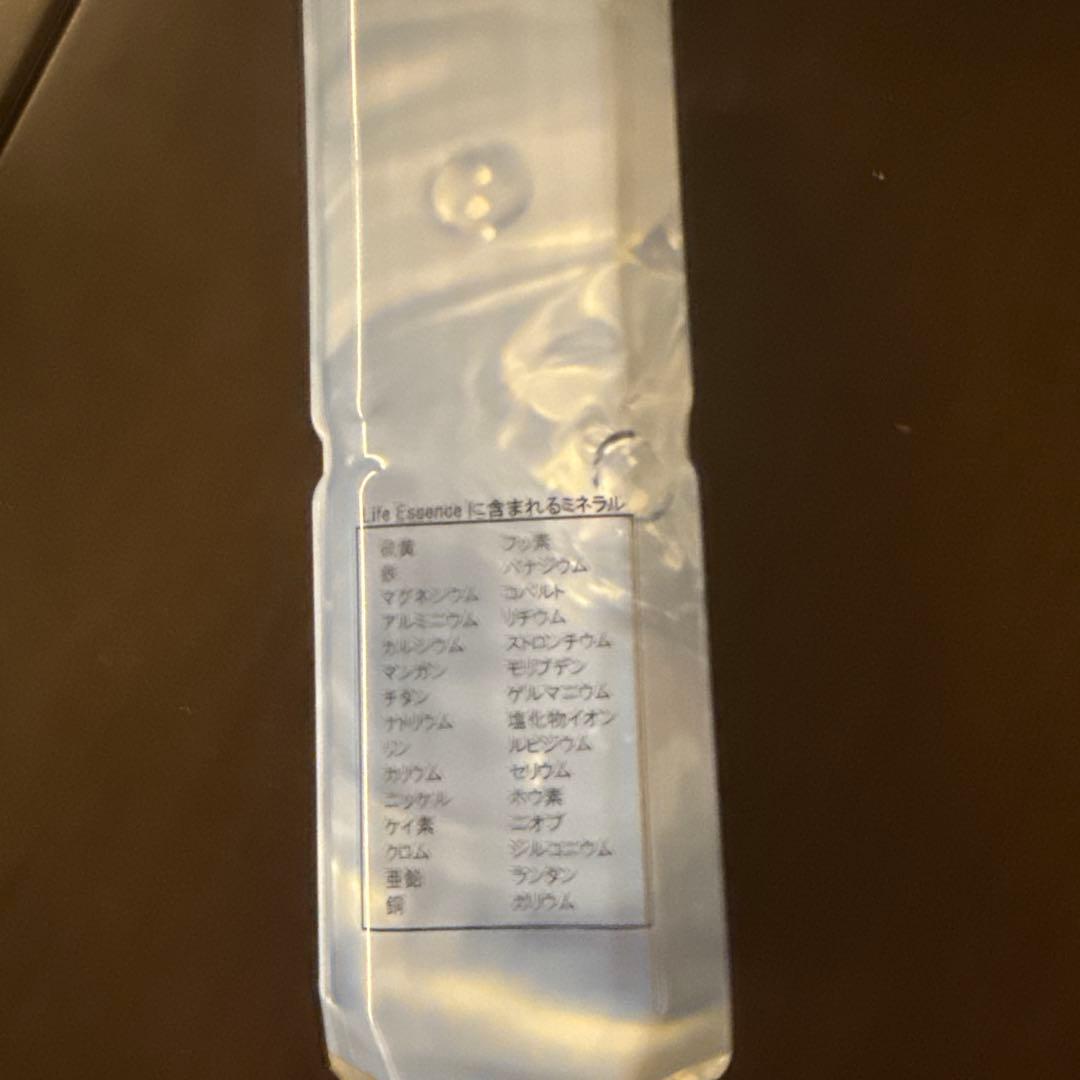 Life Essence に含まれるミネラル
硫黄
鉄
マグネシウム
アルミニウム
カルシウム
マンガン
チタン
ナトリウム
リン
カリウム
ニッケル
ケイ素
クロム
亜鉛
銅
フッ素
バナジウム
コバルト
リチウム
ストロンチウム
モリブデン
ゲルマニウム
塩化物イオン
ルビジウム
セリウム
ホウ素
ニオブ
ジルコニウム
ランタン
ガリウム